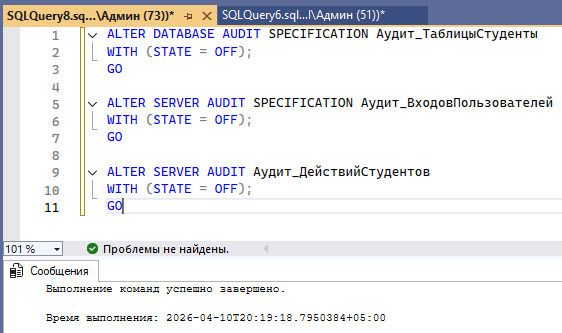 SQLQuery8.sq...\Админ (73))*
SQLQuery6.sql...l\Админ (51))*
1 ALTER DATABASE AUDIT SPECIFICATION Аудит_ТаблицыСтуденты
2 WITH (STATE = OFF);
3 GO
4
5 ALTER SERVER AUDIT SPECIFICATION Аудит_ВходовПользователей
6 WITH (STATE = OFF);
7 GO
8
9 ALTER SERVER AUDIT Аудит_ДействийСтудентов
10 WITH (STATE = OFF);
11 GO
101 % Проблемы не найдены.
Сообщения
Выполнение команд успешно завершено.
Время выполнения: 2026-04-10T20:19:18.7950384+05:00